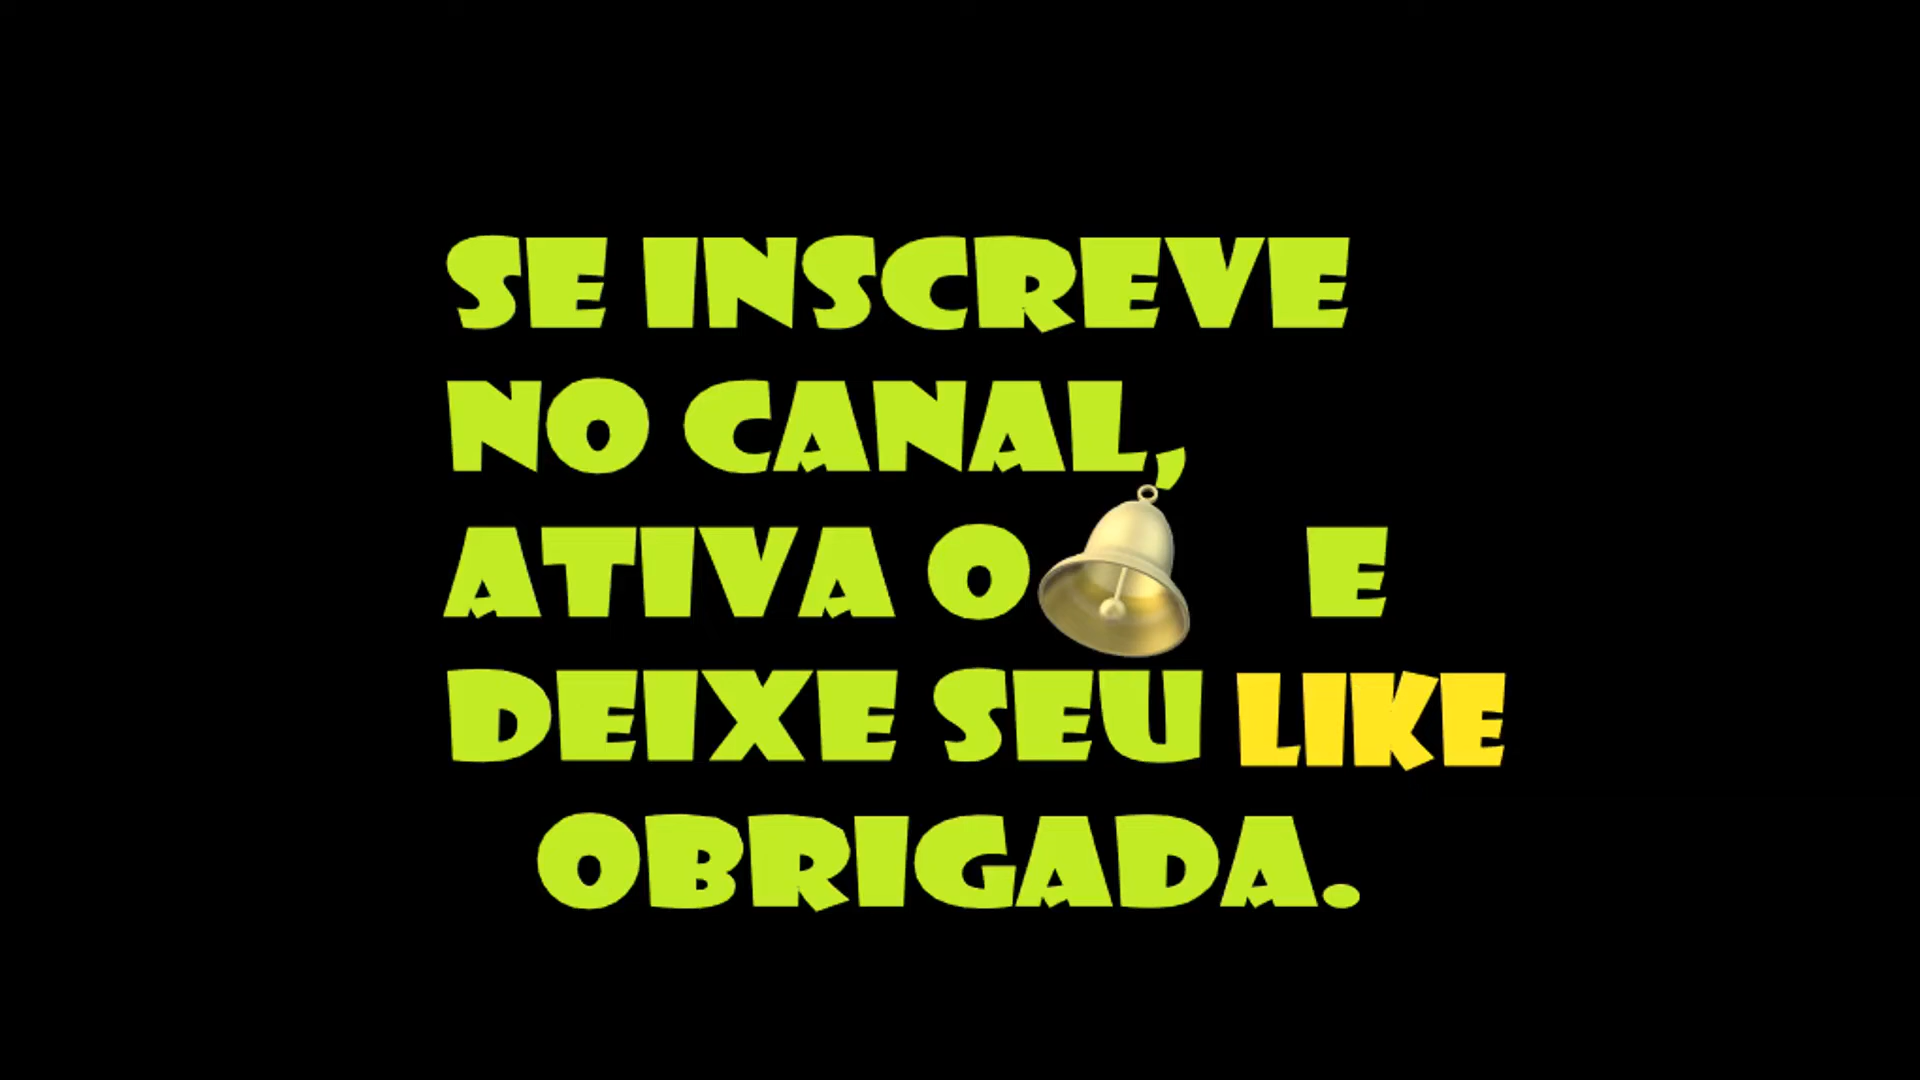 SE INSCREVE
NO CANAL,
ATIVA O E
DEIXE SEU LIKE
OBRIGADA.